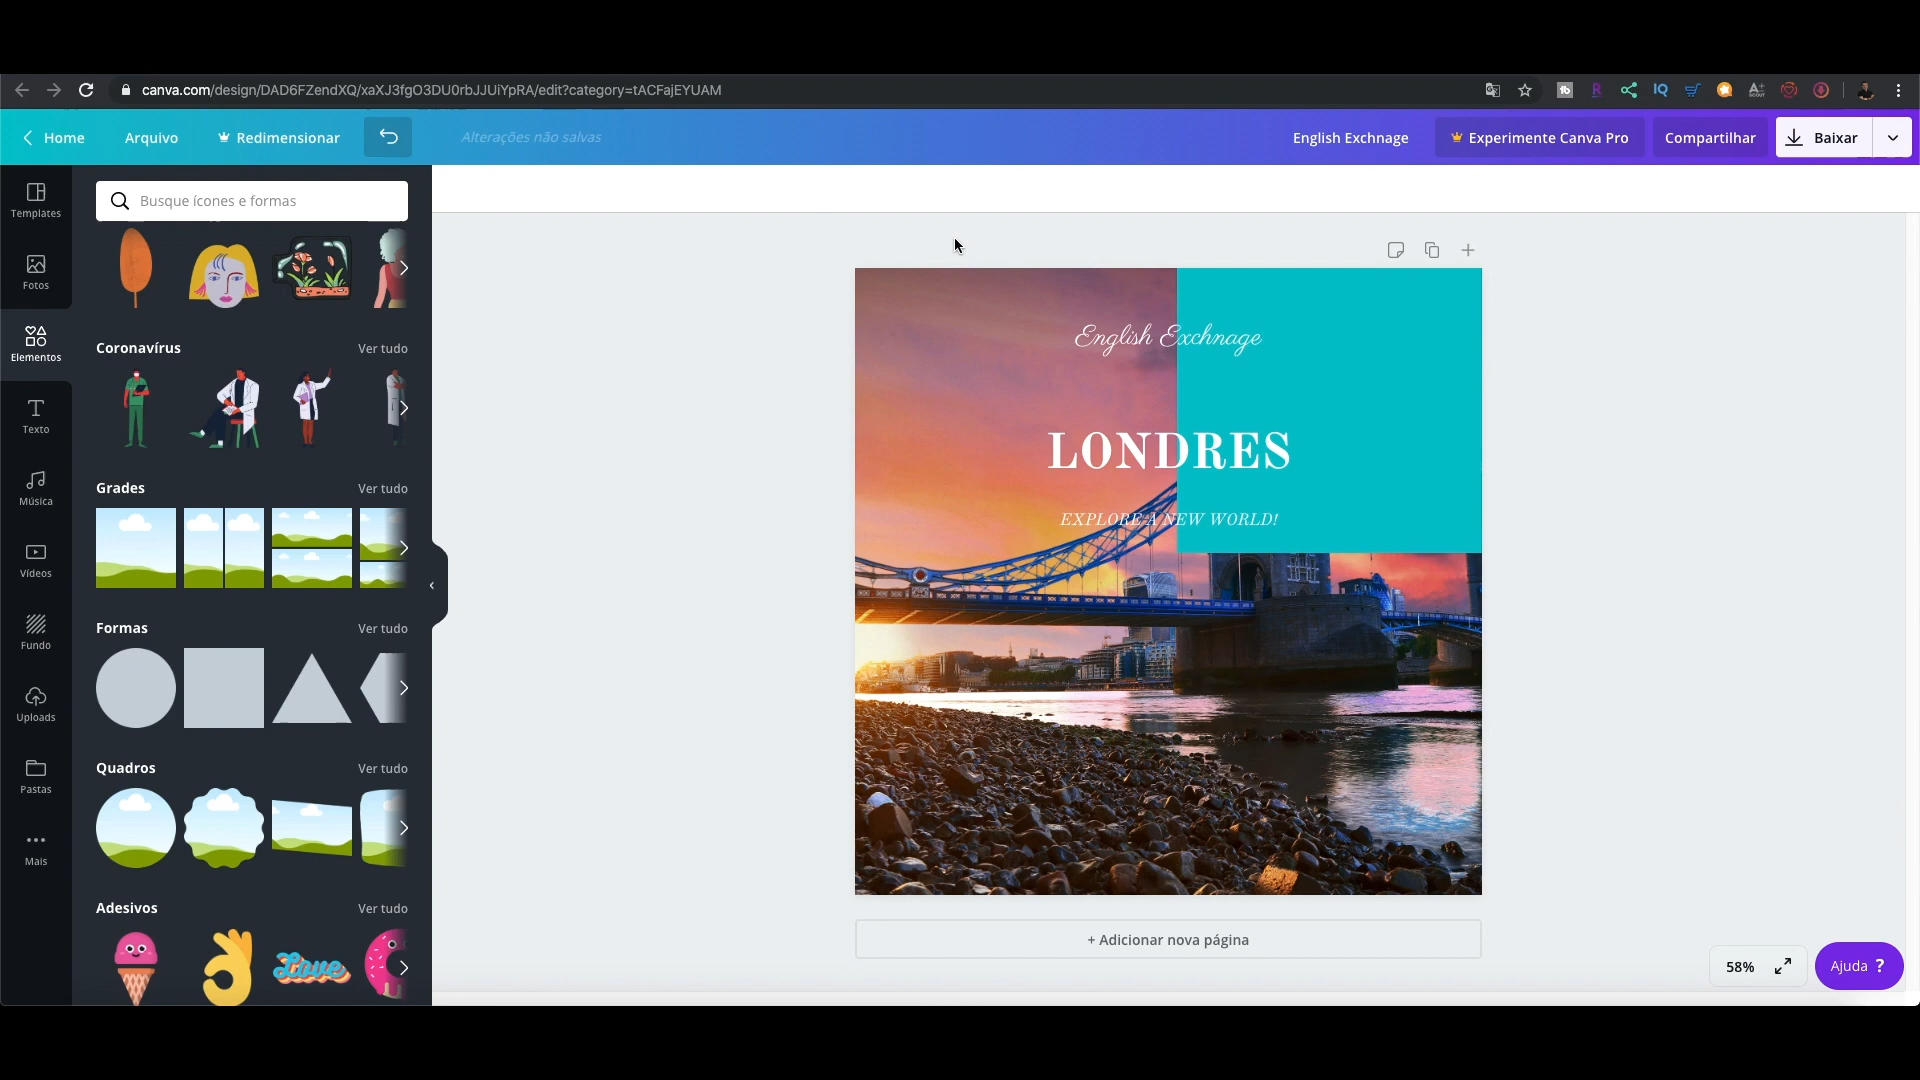 canva.com/design/DAD6FZendXQ/xaXJ3fgO3DU0rbJJUiYpRA/edit?category=tACFajEYUAM
Home
Arquivo
Redimensionar
Alterações não salvas
English Exchnage
Experimente Canva Pro
Compartilhar
Baixar
Templates
Fotos
Elementos
Texto
Música
Vídeos
Fundo
Uploads
Pastas
Mais
Busque ícones e formas
Coronavírus
Ver tudo
Grades
Ver tudo
Formas
Ver tudo
Quadros
Ver tudo
Adesivos
Ver tudo
Love
English Exchnage
LONDRES
EXPLORE A NEW WORLD!
+ Adicionar nova página
58%
Ajuda ?